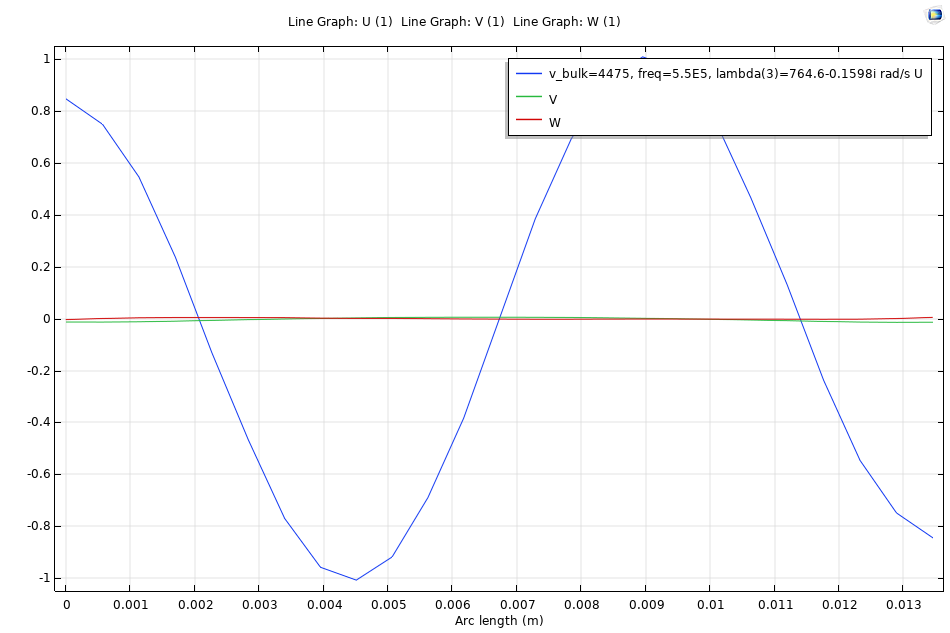 Line Graph: U (1) Line Graph: V (1) Line Graph: W (1)
1
0.8
0.6
0.4
0.2
0
-0.2
-0.4
-0.6
-0.8
-1
v_bulk=4475, freq=5.5E5, lambda(3)=764.6-0.1598i rad/s U
V
W
0 0.001 0.002 0.003 0.004 0.005 0.006 0.007 0.008 0.009 0.01 0.011 0.012 0.013
Arc length (m)